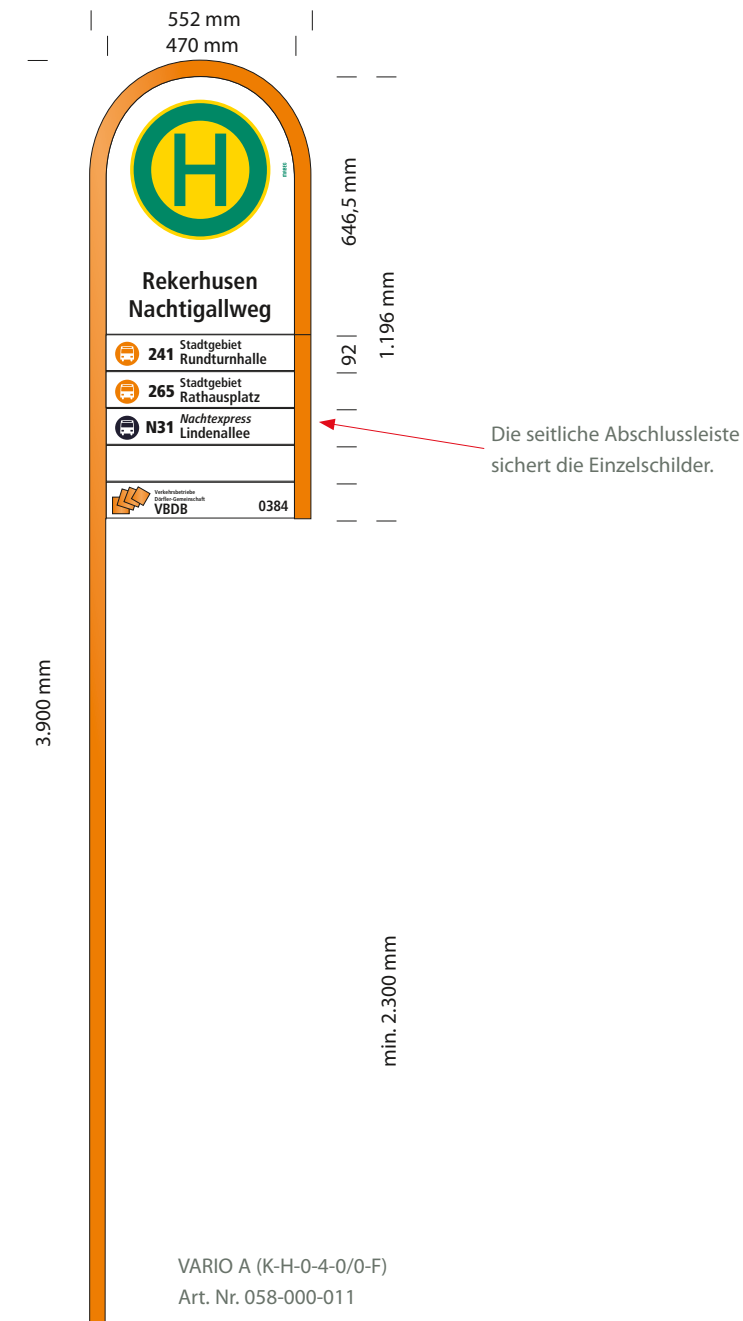 552 mm
470 mm
H
646,5 mm
Rekerhusen
Nachtigallweg
1.196 mm
92
241 Stadtgebiet
Rundturnhalle
265 Stadtgebiet
Rathausplatz
N31 Nachtexpress
Lindenallee
Die seitliche Abschlussleiste
sichert die Einzelschilder.
Verkehrsbetriebe
Dörfler-Gemeinschaft
VBDB 0384
3.900 mm
min. 2.300 mm
VARIO A (K-H-0-4-0/0-F)
Art. Nr. 058-000-011